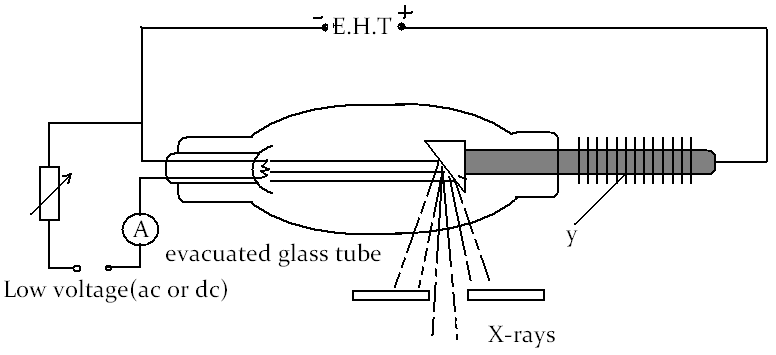 - E.H.T +
A
evacuated glass tube
y
Low voltage(ac or dc)
X-rays